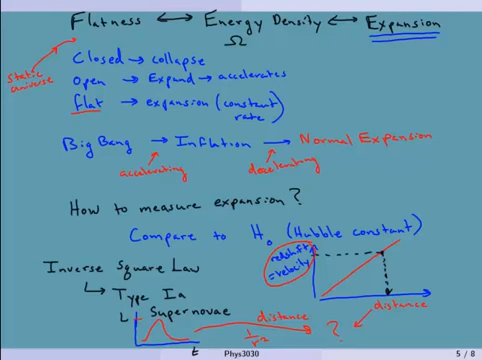 Flatness ↔ Energy Density ↔ Expansion
Ω
static universe
Closed → collapse
Open → Expand → accelerates
flat → expansion (constant rate)
Big Bang → Inflation → Normal Expansion
accelerating
decelerating
How to measure expansion?
Compare to H₀ (Hubble constant)
redshift
= velocity
Inverse Square Law
Type Ia
Supernovae
distance
L
distance
1/r²
?
t
Phys3030
5 / 8